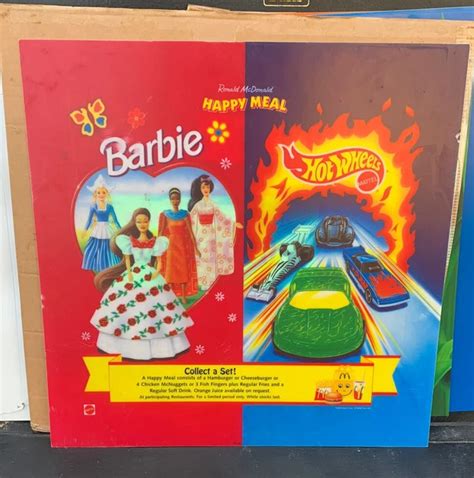 Ronald McDonald
HAPPY MEAL
Barbie
HOT WHEELS
MATTEL
Collect a Set!
A Happy Meal consists of a Hamburger or Cheeseburger or
4 Chicken McNuggets or 3 Fish Fingers plus Regular Fries and a
Regular Soft Drink. Orange Juice available on request.
At participating Restaurants. For a limited period only. While stocks last.